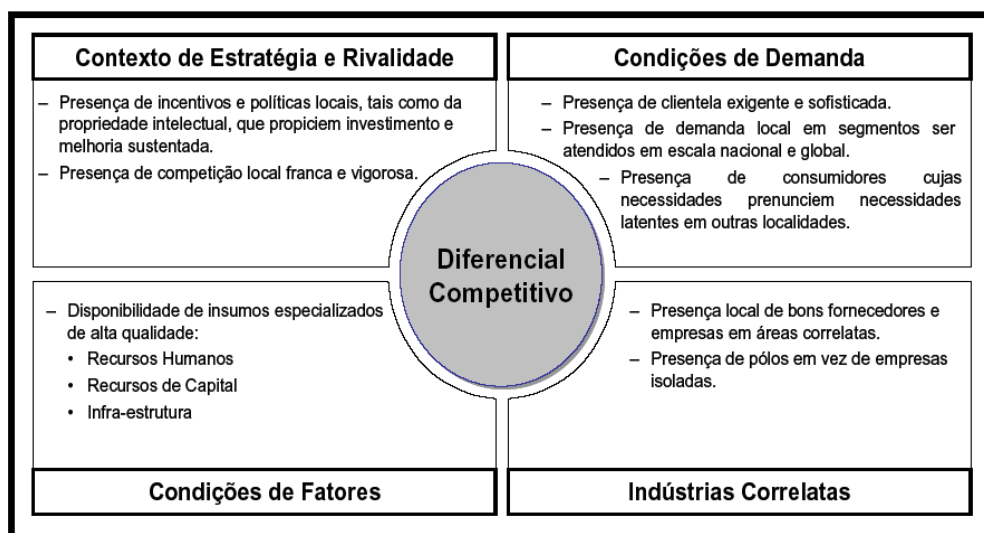 Contexto de Estratégia e Rivalidade
– Presença de incentivos e políticas locais, tais como da
propriedade intelectual, que propiciem investimento e
melhoria sustentada.
– Presença de competição local franca e vigorosa.
Condições de Demanda
– Presença de clientela exigente e sofisticada.
– Presença de demanda local em segmentos ser
atendidos em escala nacional e global.
– Presença de consumidores cujas
necessidades prenunciem necessidades
latentes em outras localidades.
Diferencial
Competitivo
– Disponibilidade de insumos especializados
de alta qualidade:
• Recursos Humanos
• Recursos de Capital
• Infra-estrutura
Condições de Fatores
– Presença local de bons fornecedores e
empresas em áreas correlatas.
– Presença de pólos em vez de empresas
isoladas.
Indústrias Correlatas